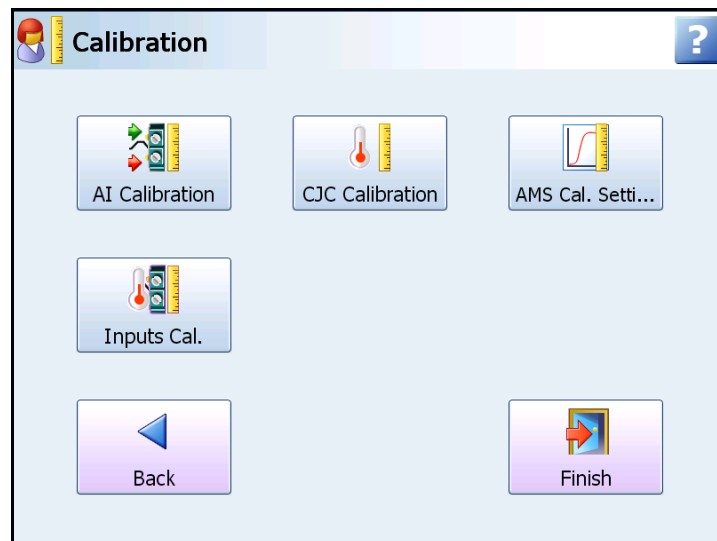 Calibration
?
AI Calibration
CJC Calibration
AMS Cal. Setti...
Inputs Cal.
Back
Finish